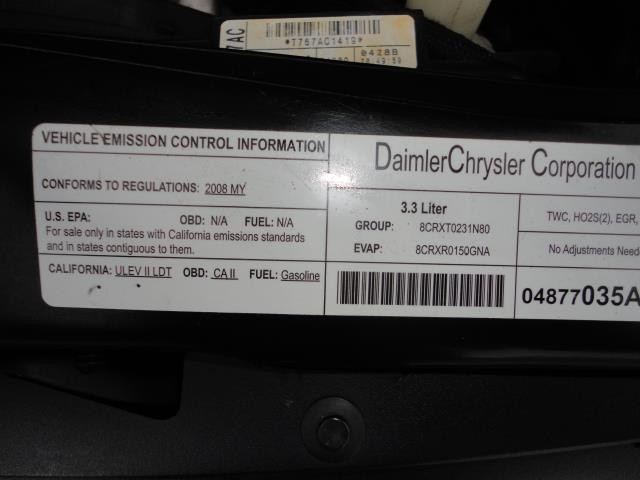 7AC
*T767AC1419*
0428B
VEHICLE EMISSION CONTROL INFORMATION
CONFORMS TO REGULATIONS: 2008 MY
U.S. EPA: OBD: N/A FUEL: N/A
For sale only in states with California emissions standards
and in states contiguous to them.
CALIFORNIA: ULEV II LDT OBD: CA II FUEL: Gasoline
DaimlerChrysler Corporation
3.3 Liter
GROUP: 8CRXT0231N80
EVAP: 8CRXR0150GNA
TWC, HO2S(2), EGR,
No Adjustments Neede
04877035A